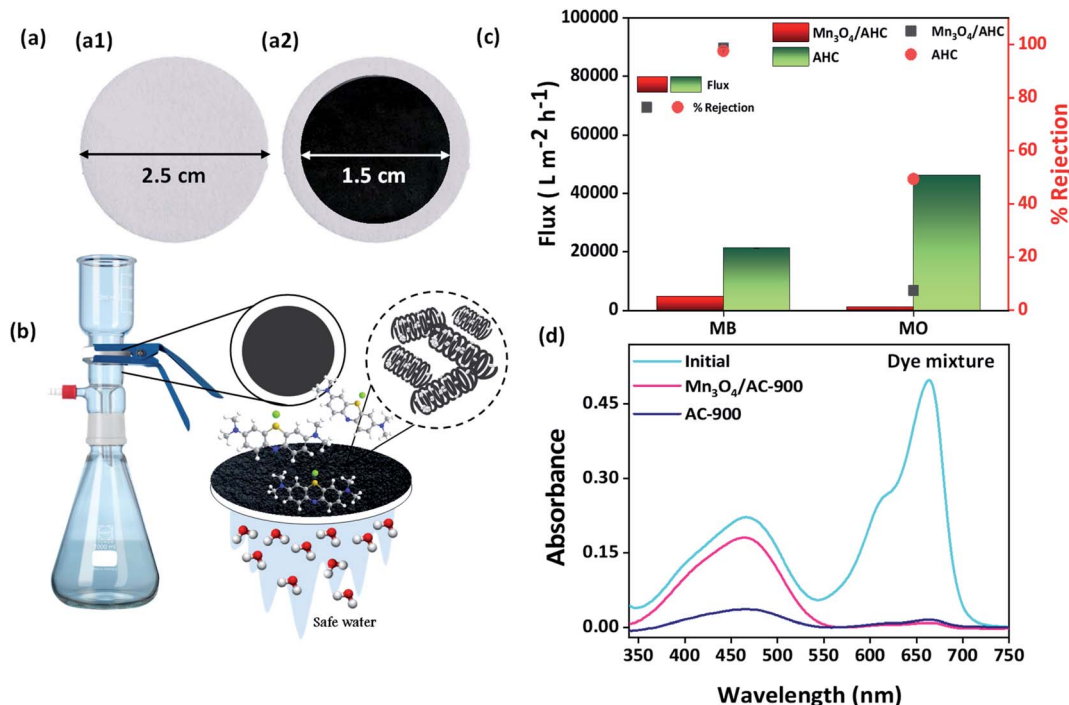 (a)
(a1)
(a2)
2.5 cm
1.5 cm
(b)
Safe water
(c)
100000
80000
60000
40000
20000
0
Flux ( L m⁻² h⁻¹)
Mn₃O₄/AHC
AHC
Mn₃O₄/AHC
AHC
Flux
% Rejection
100
80
60
40
20
0
% Rejection
MB
MO
(d)
Initial
Mn₃O₄/AC-900
AC-900
Dye mixture
0.45
0.30
0.15
0.00
Absorbance
350
400
450
500
550
600
650
700
750
Wavelength (nm)